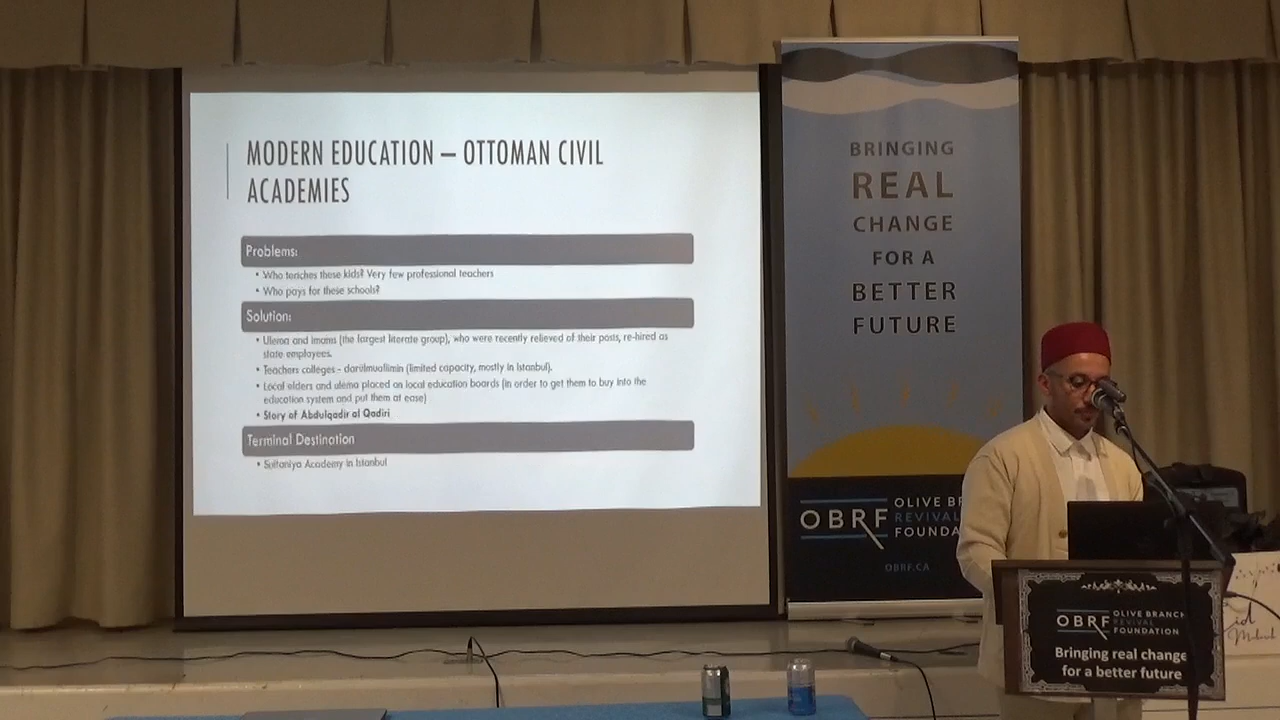 MODERN EDUCATION – OTTOMAN CIVIL
ACADEMIES
Problems:
• Who teaches these kids? Very few professional teachers
• Who pays for these schools?
Solution:
• Ulema and imams (the largest literate group), who were recently relieved of their posts, re-hired as
state employees.
• Teachers colleges – darülmuallimin (limited capacity, mostly in Istanbul).
• Local elders and ulema placed on local education boards (in order to get them to buy into the
education system and put them at ease)
• Story of Abdulqadir al Qadiri
Terminal Destination
• Sultaniya Academy in Istanbul
BRINGING
REAL
CHANGE
FOR A
BETTER
FUTURE
OBRF
OLIVE BR
REVIVAL
FOUNDA
OBRF.CA
OBRF
OLIVE BRANCH
REVIVAL
FOUNDATION
Bringing real change
for a better future